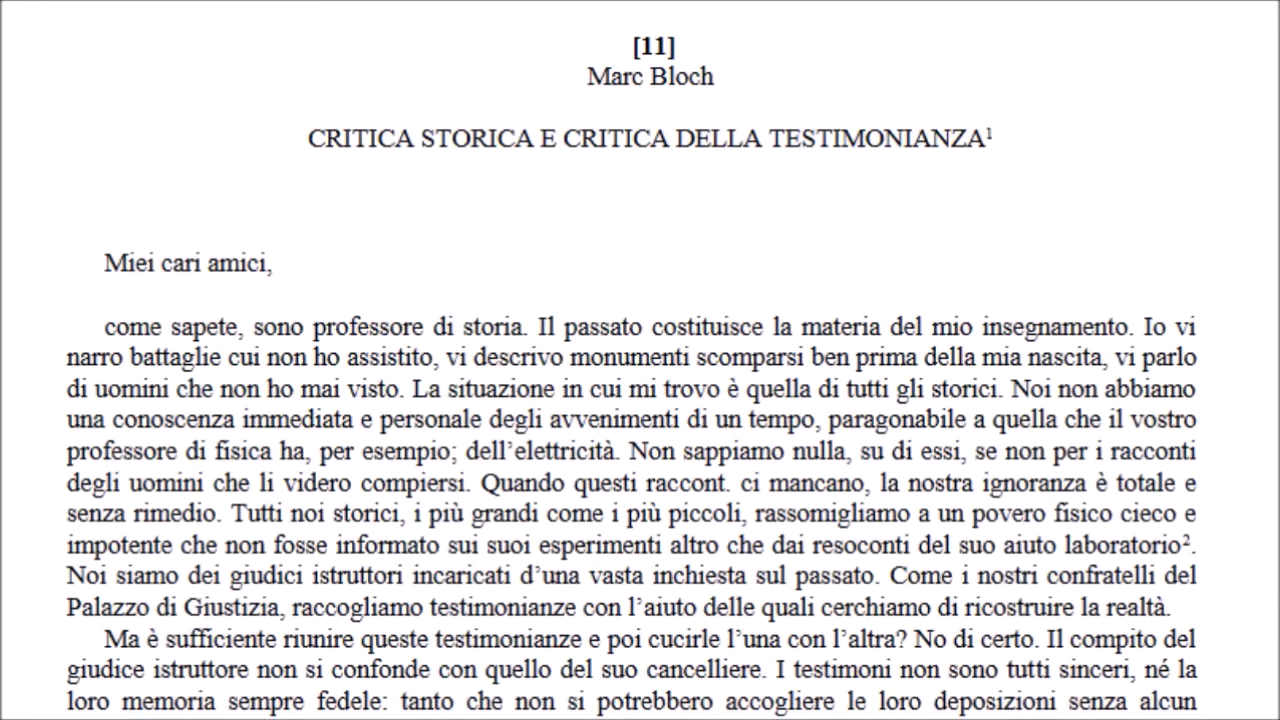 [11]
Marc Bloch
CRITICA STORICA E CRITICA DELLA TESTIMONIANZA¹
Miei cari amici,
come sapete, sono professore di storia. Il passato costituisce la materia del mio insegnamento. Io vi
narro battaglie cui non ho assistito, vi descrivo monumenti scomparsi ben prima della mia nascita, vi parlo
di uomini che non ho mai visto. La situazione in cui mi trovo è quella di tutti gli storici. Noi non abbiamo
una conoscenza immediata e personale degli avvenimenti di un tempo, paragonabile a quella che il vostro
professore di fisica ha, per esempio; dell’elettricità. Non sappiamo nulla, su di essi, se non per i racconti
degli uomini che li videro compiersi. Quando questi raccont. ci mancano, la nostra ignoranza è totale e
senza rimedio. Tutti noi storici, i più grandi come i più piccoli, rassomigliamo a un povero fisico cieco e
impotente che non fosse informato sui suoi esperimenti altro che dai resoconti del suo aiuto laboratorio².
Noi siamo dei giudici istruttori incaricati d’una vasta inchiesta sul passato. Come i nostri confratelli del
Palazzo di Giustizia, raccogliamo testimonianze con l’aiuto delle quali cerchiamo di ricostruire la realtà.
Ma è sufficiente riunire queste testimonianze e poi cucirle l’una con l’altra? No di certo. Il compito del
giudice istruttore non si confonde con quello del suo cancelliere. I testimoni non sono tutti sinceri, né la
loro memoria sempre fedele: tanto che non si potrebbero accogliere le loro deposizioni senza alcun